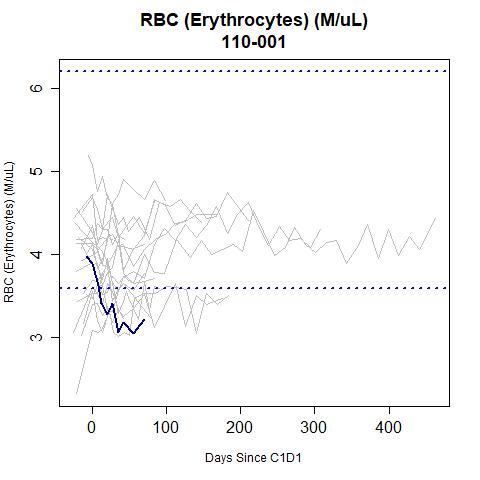 RBC (Erythrocytes) (M/uL)
110-001
RBC (Erythrocytes) (M/uL)
6
5
4
3
0 100 200 300 400
Days Since C1D1